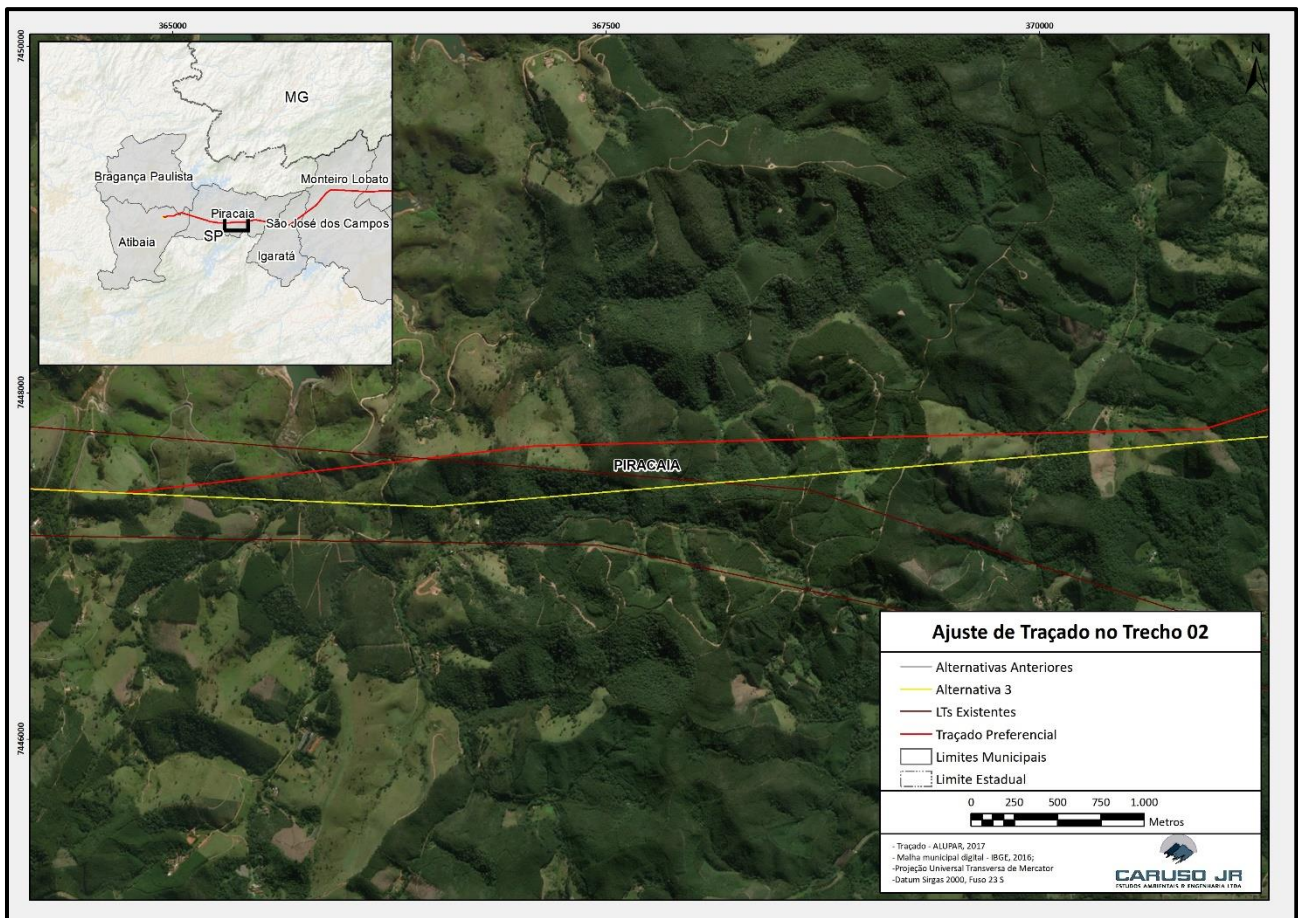 365000
367500
370000
7450000
7448000
7446000
N
MG
Bragança Paulista
Monteiro Lobato
Piracaia
São José dos Campos
SP
Atibaia
Igaratá
PIRACAIA
Ajuste de Traçado no Trecho 02
Alternativas Anteriores
Alternativa 3
LTs Existentes
Traçado Preferencial
Limites Municipais
Limite Estadual
0 250 500 750 1.000
Metros
- Traçado - ALUPAR, 2017
- Malha municipal digital - IBGE, 2016;
-Projeção Universal Transversa de Mercator
-Datum Sirgas 2000, Fuso 23 S
CARUSO JR
ESTUDOS AMBIENTAIS & ENGENHARIA LTDA